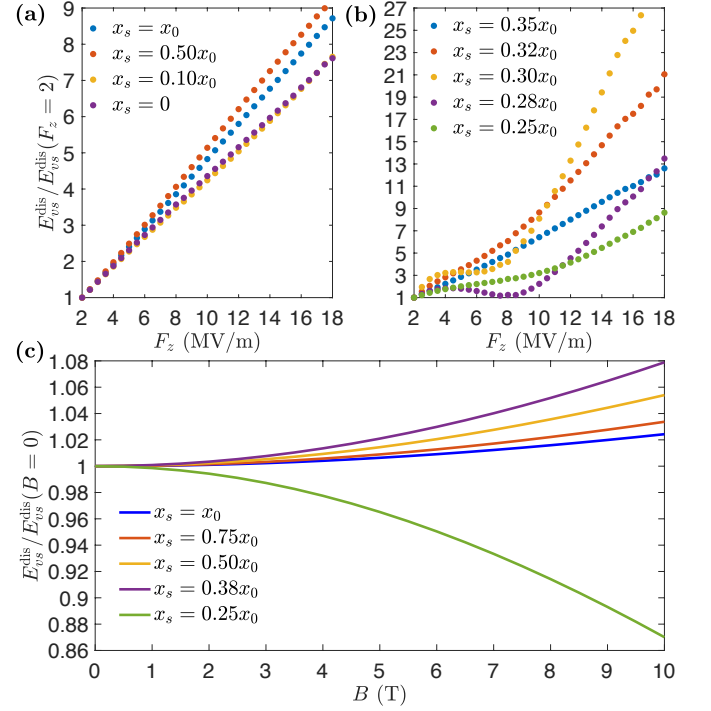 (a)
9
8
7
6
5
4
3
2
1
x_s = x_0
x_s = 0.50x_0
x_s = 0.10x_0
x_s = 0
E_{vs}^{dis}/E_{vs}^{dis}(F_z = 2)
2 4 6 8 10 12 14 16 18
F_z (MV/m)
(b)
27
25
23
21
19
17
15
13
11
9
7
5
3
1
x_s = 0.35x_0
x_s = 0.32x_0
x_s = 0.30x_0
x_s = 0.28x_0
x_s = 0.25x_0
2 4 6 8 10 12 14 16 18
F_z (MV/m)
(c)
1.08
1.06
1.04
1.02
1
0.98
0.96
0.94
0.92
0.9
0.88
0.86
E_{vs}^{dis}/E_{vs}^{dis}(B = 0)
x_s = x_0
x_s = 0.75x_0
x_s = 0.50x_0
x_s = 0.38x_0
x_s = 0.25x_0
0 1 2 3 4 5 6 7 8 9 10
B (T)